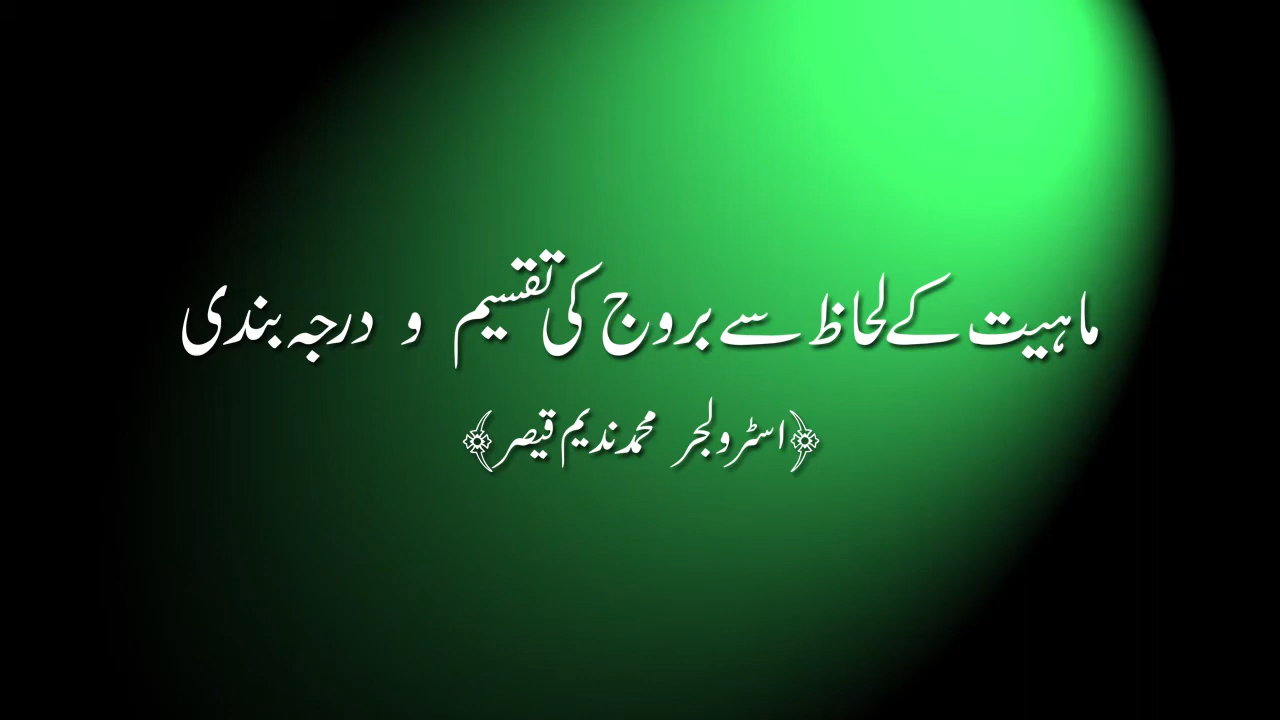 ماہیت کے لحاظ سے بروج کی تقسیم و درجہ بندی
﴿اسٹرولجر محمد ندیم قیصر﴾